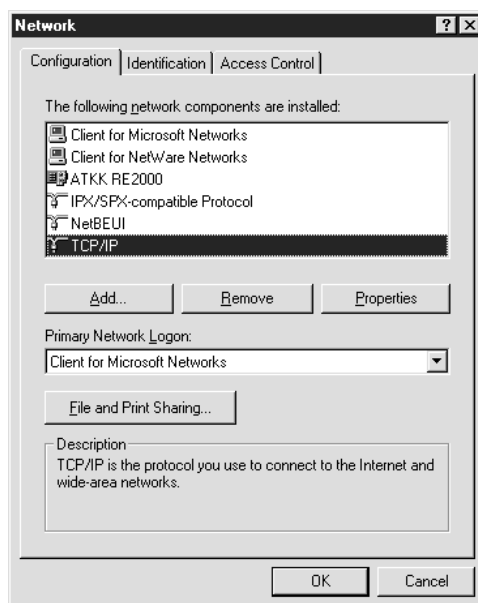 Network
Configuration Identification Access Control
The following network components are installed:
Client for Microsoft Networks
Client for NetWare Networks
ATKK RE2000
IPX/SPX-compatible Protocol
NetBEUI
TCP/IP
Add... Remove Properties
Primary Network Logon:
Client for Microsoft Networks
File and Print Sharing...
Description
TCP/IP is the protocol you use to connect to the Internet and
wide-area networks.
OK Cancel